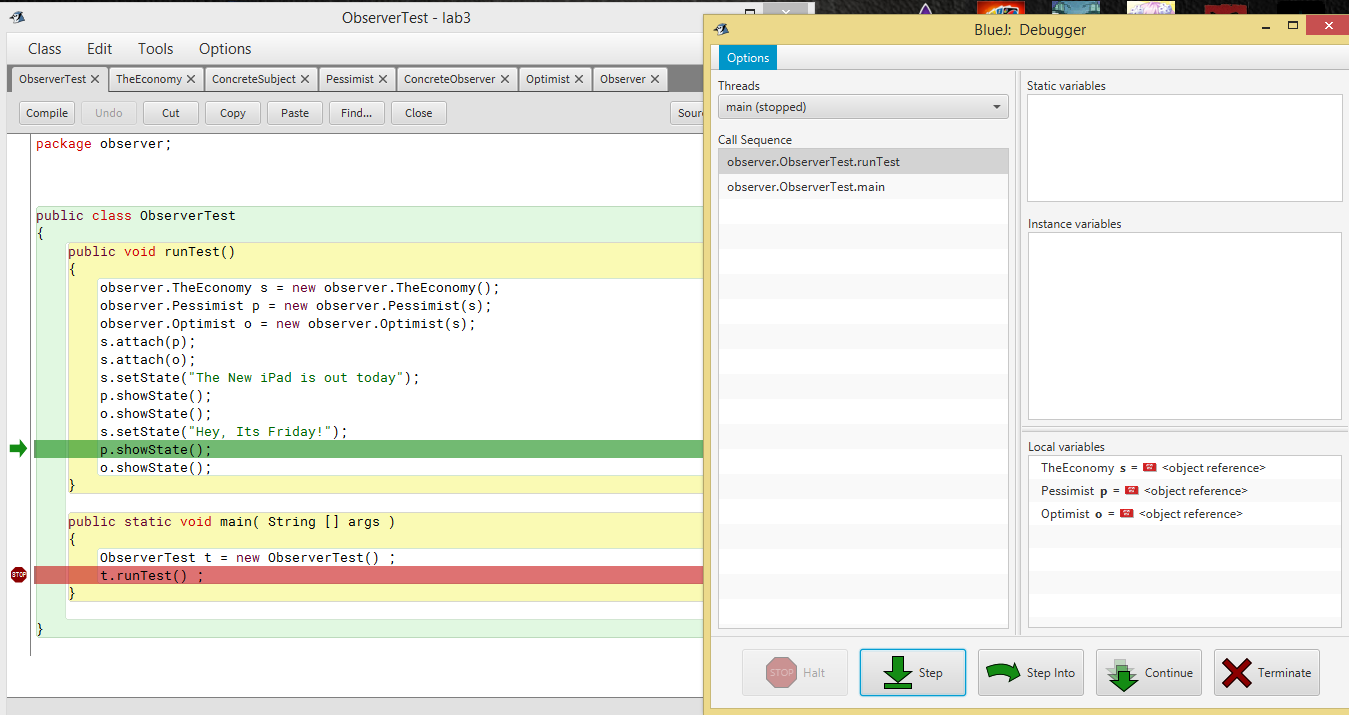 ObserverTest - lab3
Class Edit Tools Options
ObserverTest TheEconomy ConcreteSubject Pessimist ConcreteObserver Optimist Observer
Compile Undo Cut Copy Paste Find... Close Sour
package observer;
public class ObserverTest
{
public void runTest()
{
observer.TheEconomy s = new observer.TheEconomy();
observer.Pessimist p = new observer.Pessimist(s);
observer.Optimist o = new observer.Optimist(s);
s.attach(p);
s.attach(o);
s.setState("The New iPad is out today");
p.showState();
o.showState();
s.setState("Hey, Its Friday!");
p.showState();
o.showState();
}
public static void main( String [] args )
{
ObserverTest t = new ObserverTest() ;
STOP
t.runTest() ;
}
}
BlueJ: Debugger
Options
Threads
main (stopped)
Call Sequence
observer.ObserverTest.runTest
observer.ObserverTest.main
Static variables
Instance variables
Local variables
TheEconomy s = <object reference>
Pessimist p = <object reference>
Optimist o = <object reference>
STOP Halt
Step
Step Into
Continue
Terminate